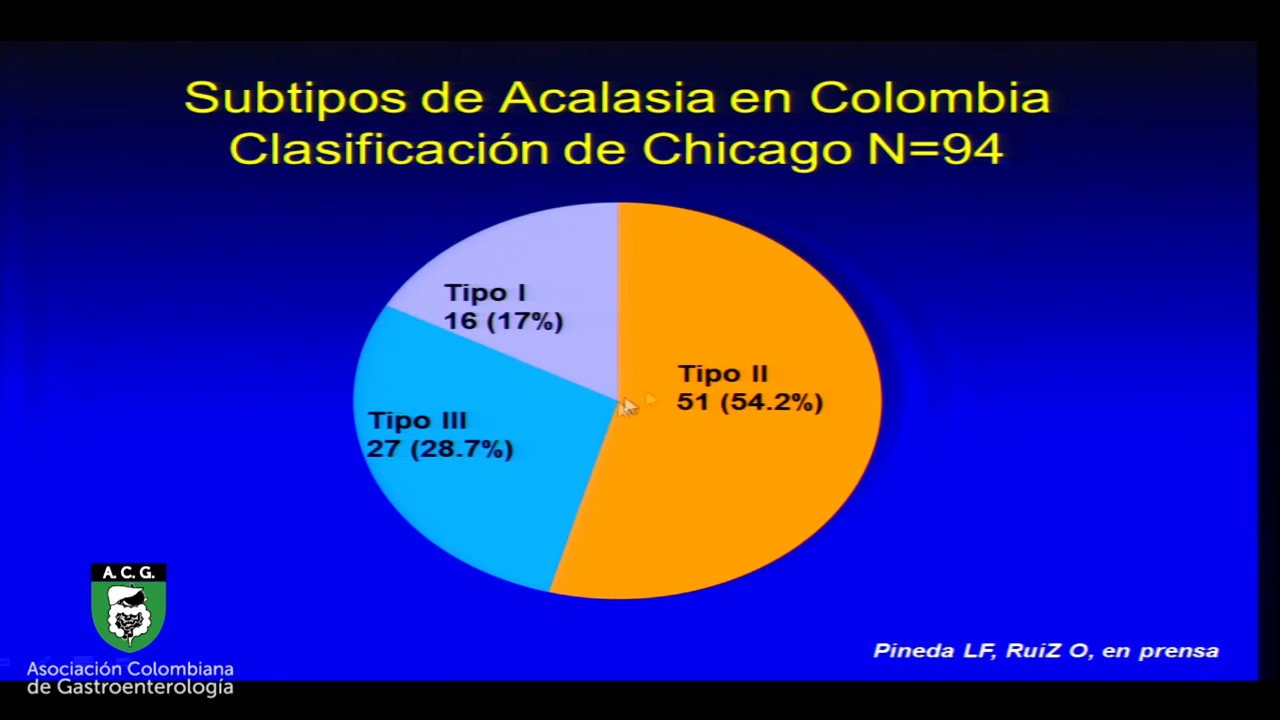 Subtipos de Acalasia en Colombia
Clasificación de Chicago N=94
Tipo I
16 (17%)
Tipo II
51 (54.2%)
Tipo III
27 (28.7%)
A. C. G.
Asociación Colombiana
de Gastroenterología
Pineda LF, RuiZ O, en prensa